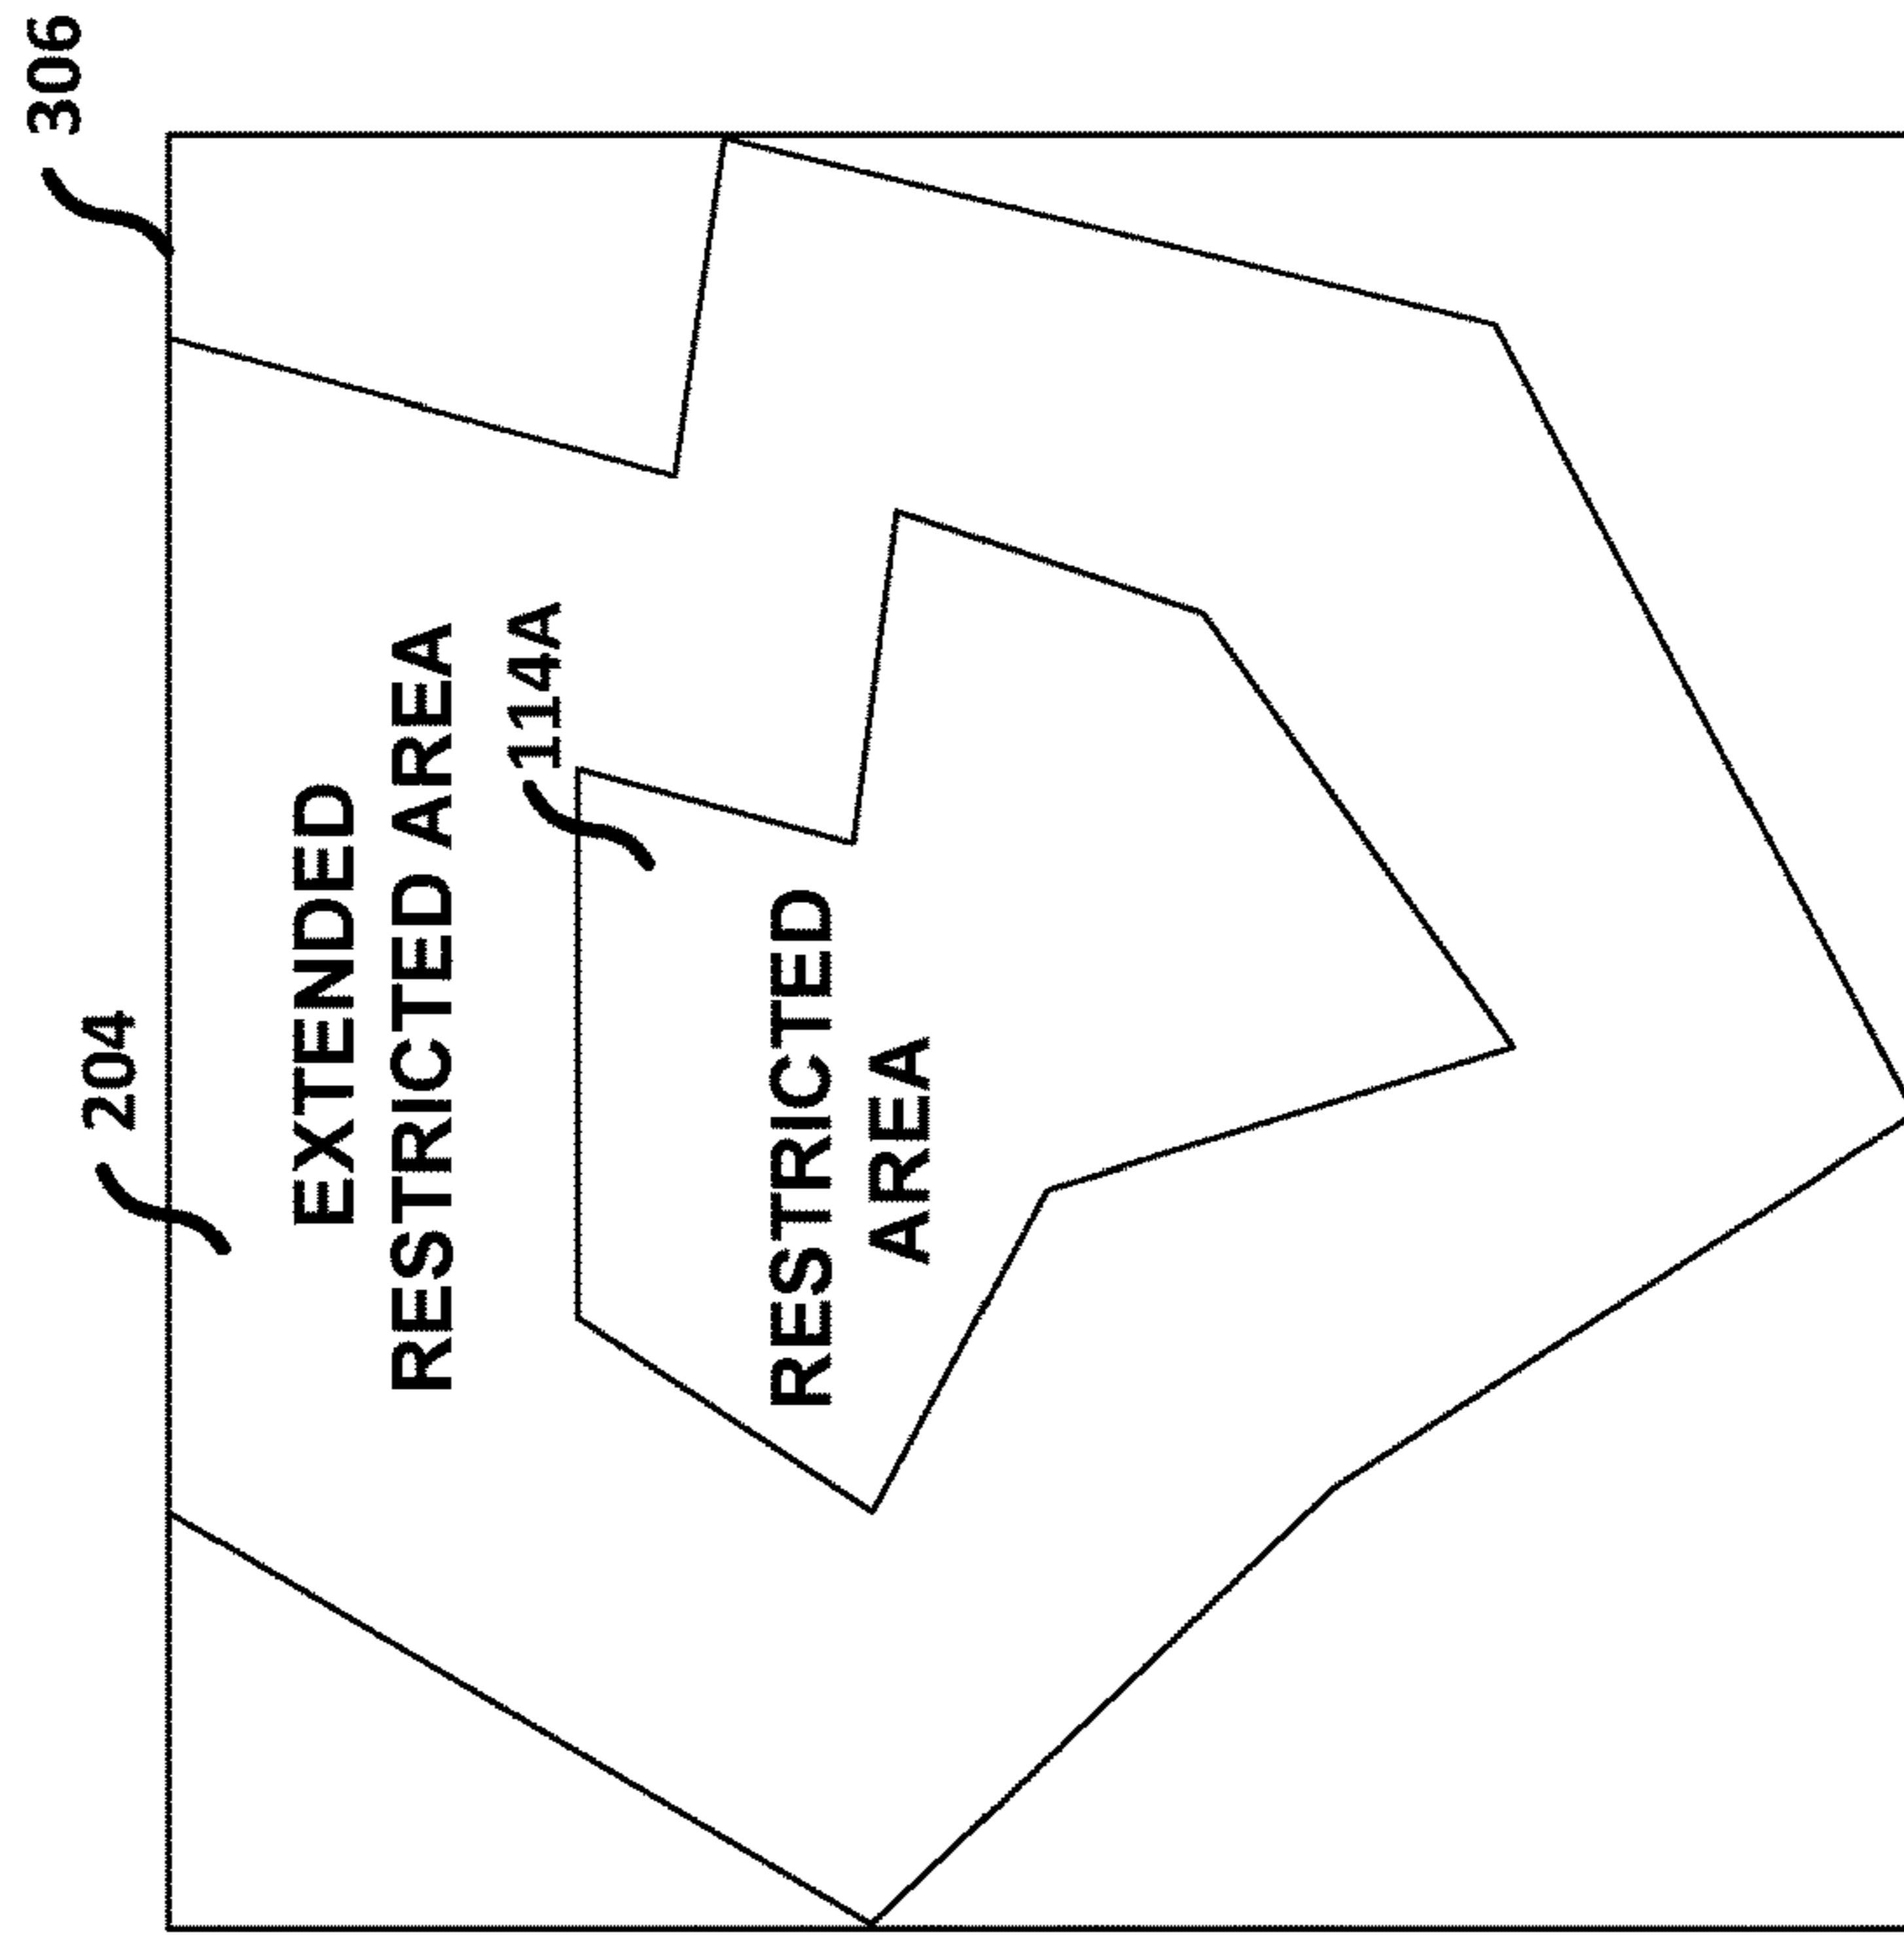 306
204
EXTENDED
RESTRICTED AREA
114A
RESTRICTED
AREA